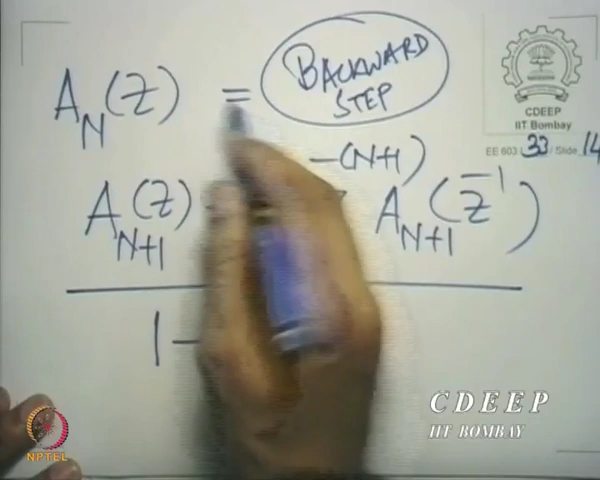 A_N(Z) = BACKWARD STEP
CDEEP
IIT Bombay
EE 603 L 33 / Slide 14
A_{N+1}(Z) -(N+1) A_{N+1}(Z^{-1})
1 -
CDEEP
IIT BOMBAY
NPTEL